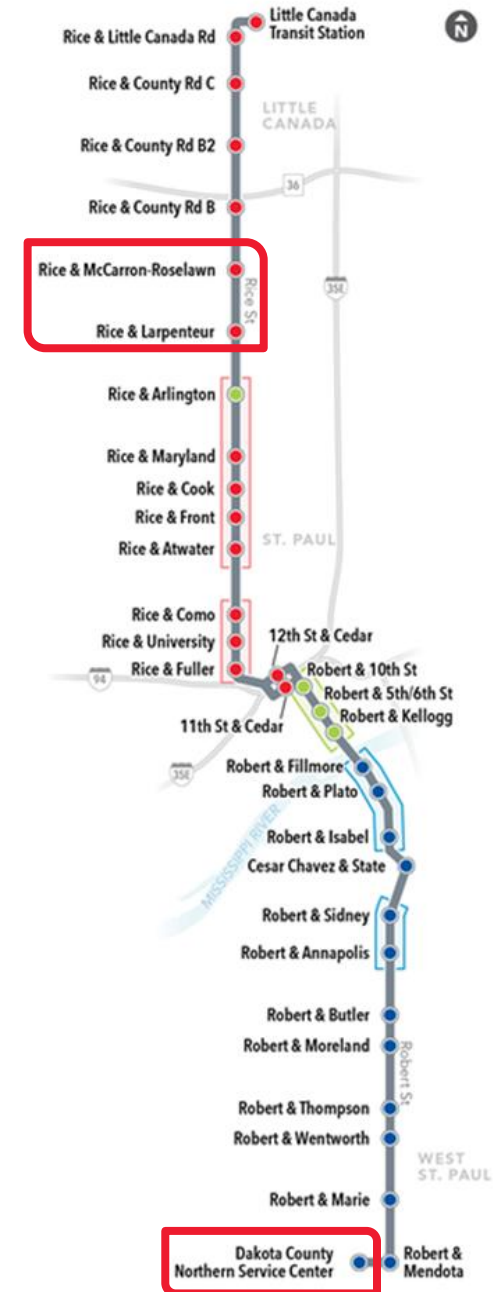 Little Canada
Transit Station
N
Rice & Little Canada Rd
Rice & County Rd C
LITTLE
CANADA
Rice & County Rd B2
36
Rice & County Rd B
Rice & McCarron-Roselawn
Rice St
35E
Rice & Larpenteur
Rice & Arlington
Rice & Maryland
Rice & Cook
Rice & Front
ST. PAUL
Rice & Atwater
Rice & Como
12th St & Cedar
Rice & University
Rice & Fuller
Robert & 10th St
94
Robert & 5th/6th St
11th St & Cedar
Robert & Kellogg
35E
Robert & Fillmore
Robert & Plato
MISSISSIPPI RIVER
Robert & Isabel
Cesar Chavez & State
Robert & Sidney
Robert & Annapolis
Robert & Butler
Robert & Moreland
Robert St
Robert & Thompson
Robert & Wentworth
WEST
ST. PAUL
Robert & Marie
Dakota County
Northern Service Center
Robert &
Mendota